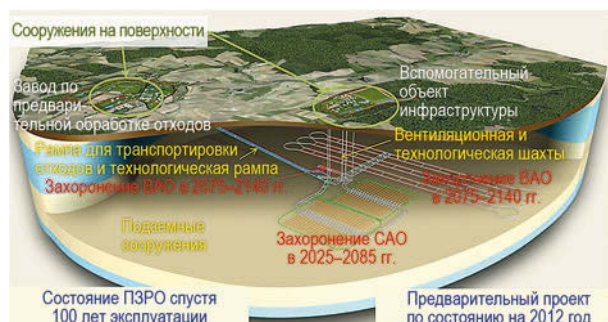 Сооружения на поверхности
Завод по
предвари-
тельной обработке отходов
Вспомогательный
объект
инфраструктуры
Рампа для транспортировки
отходов и технологическая рампа
Вентиляционная и
технологическая шахты
Захоронение ВАО в 2075–2140 гг.
Захоронение ВАО
в 2075–2140 гг.
Подземные
сооружения
Захоронение САО
в 2025–2085 гг.
Состояние ПЗРО спустя
100 лет эксплуатации
Предварительный проект
по состоянию на 2012 год